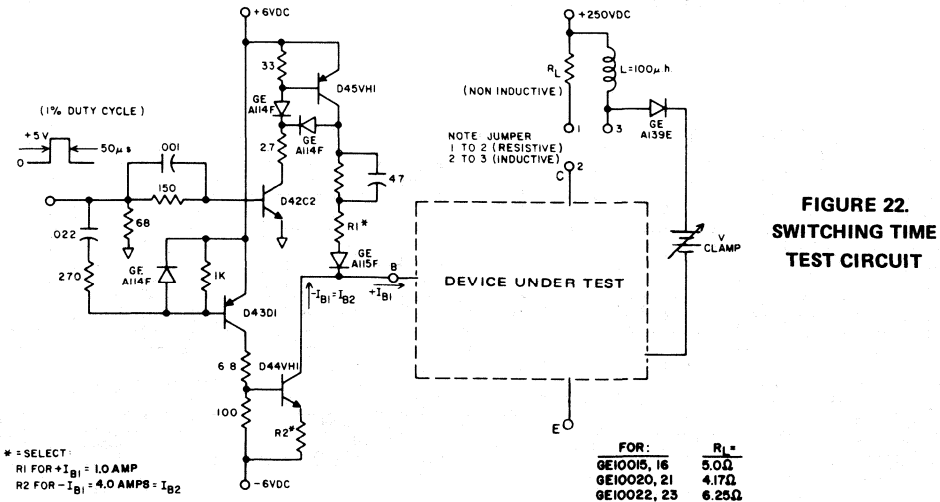 +6VDC
+250VDC
33
D45VH1
GE
A114F
RL
L=100μh.
(NON INDUCTIVE)
(1% DUTY CYCLE)
GE
A114F
GE
A139E
+5V
50μs
0
.001
2.7
1
3
NOTE JUMPER
1 TO 2 (RESISTIVE)
2 TO 3 (INDUCTIVE)
2
C
47
150
D42C2
68
R1*
FIGURE 22.
SWITCHING TIME
TEST CIRCUIT
V
CLAMP
.022
GE
A114F
GE
A115F
270
1K
B
-IB1=IB2
+IB1
DEVICE UNDER TEST
D43D1
68
D44VH1
100
R2*
E
* = SELECT:
R1 FOR +IB1 = 1.0 AMP
R2 FOR -IB1 = 4.0 AMPS = IB2
-6VDC
FOR: RL=
GE10015, 16 5.0Ω
GE10020, 21 4.17Ω
GE10022, 23 6.25Ω